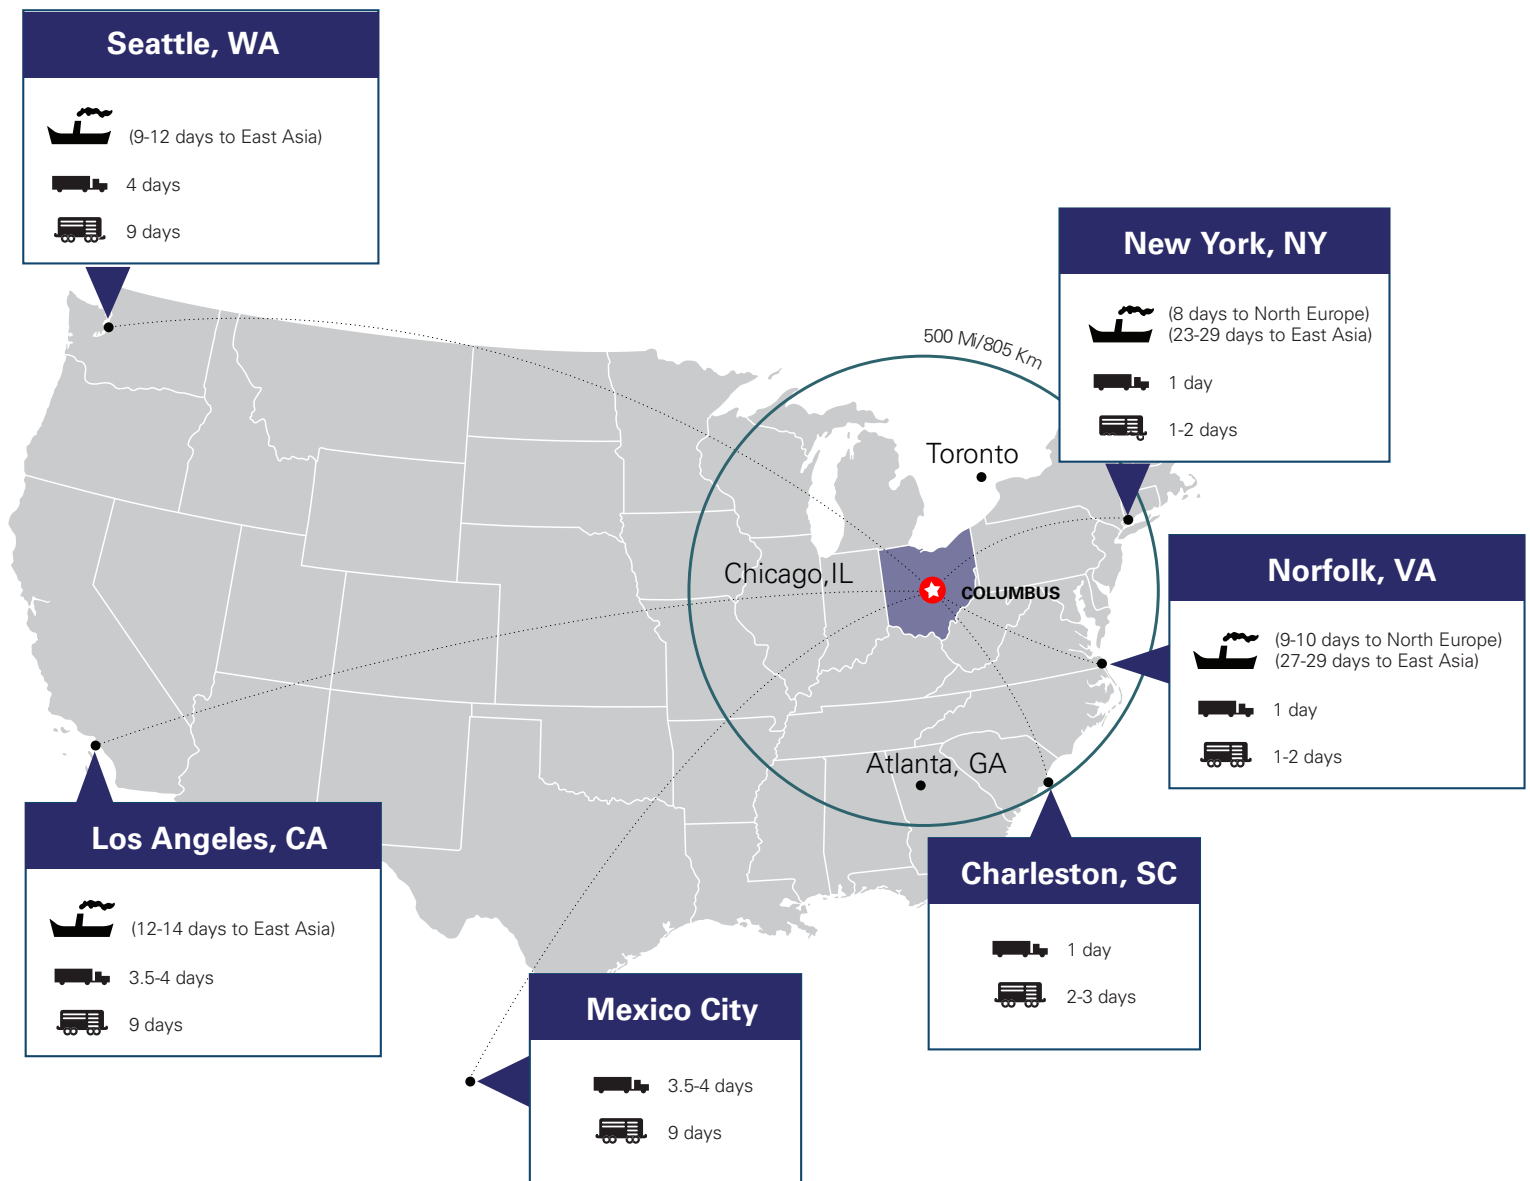 Seattle, WA
(9-12 days to East Asia)
4 days
9 days
New York, NY
(8 days to North Europe)
(23-29 days to East Asia)
1 day
1-2 days
500 Mi/805 Km
Toronto
Chicago,IL
COLUMBUS
Norfolk, VA
(9-10 days to North Europe)
(27-29 days to East Asia)
1 day
1-2 days
Atlanta, GA
Los Angeles, CA
(12-14 days to East Asia)
3.5-4 days
9 days
Charleston, SC
1 day
2-3 days
Mexico City
3.5-4 days
9 days